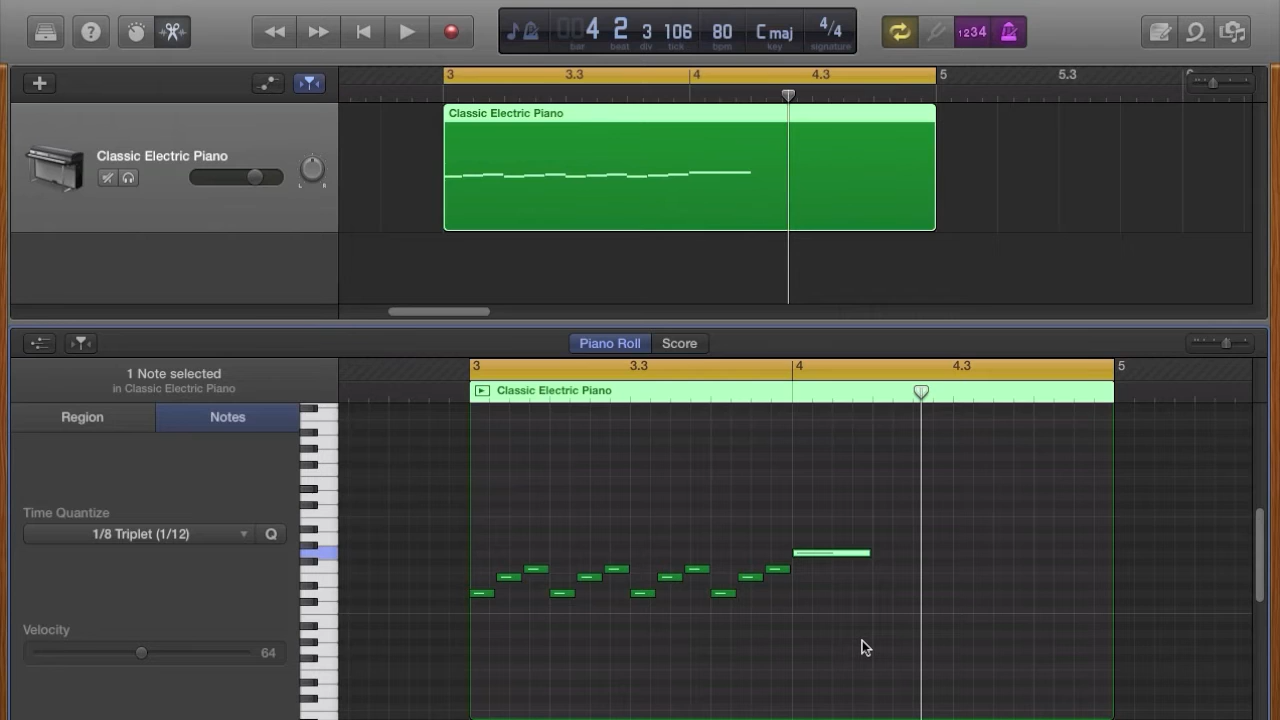 4 2 3 106 80 C maj 4/4
bar beat div tick bpm key signature
1234
3 3.3 4 4.3 5 5.3
Classic Electric Piano
Classic Electric Piano
L R
Piano Roll Score
1 Note selected
in Classic Electric Piano
3 3.3 4 4.3 5
Classic Electric Piano
Region Notes
Time Quantize
1/8 Triplet (1/12) Q
Velocity
64